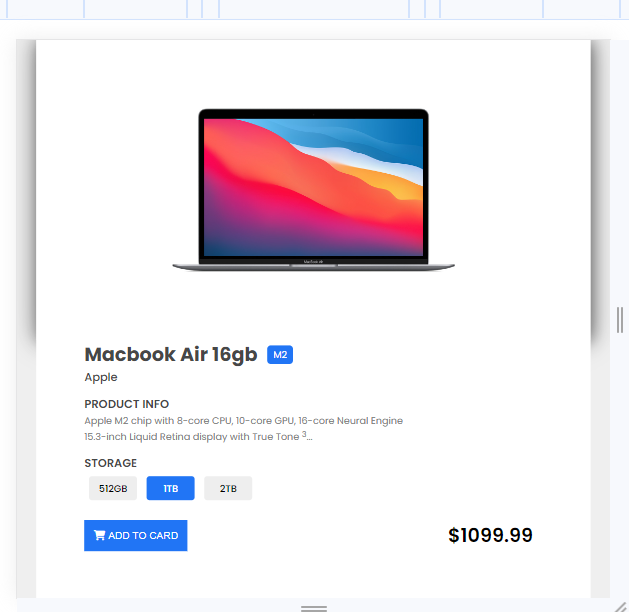 Macbook Air 16gb M2
Apple
PRODUCT INFO
Apple M2 chip with 8-core CPU, 10-core GPU, 16-core Neural Engine
15.3-inch Liquid Retina display with True Tone ³...
STORAGE
512GB 1TB 2TB
ADD TO CARD $1099.99